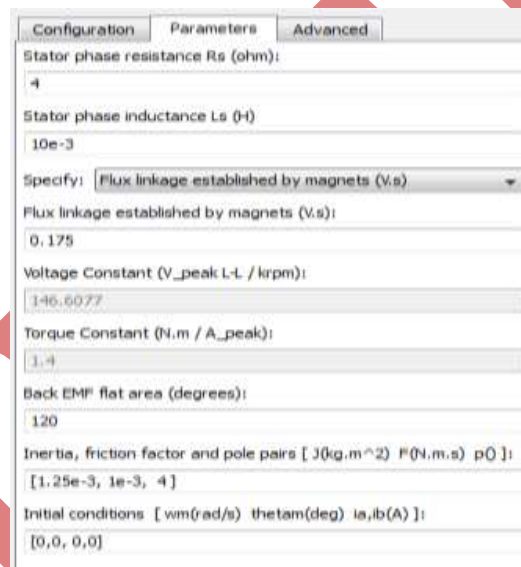 Configuration Parameters Advanced
Stator phase resistance Rs (ohm):
4
Stator phase inductance Ls (H)
10e-3
Specify: Flux linkage established by magnets (V.s)
Flux linkage established by magnets (V.s):
0.175
Voltage Constant (V_peak L-L / krpm):
146.6077
Torque Constant (N.m / A_peak):
1.4
Back EMF flat area (degrees):
120
Inertia, friction factor and pole pairs [ J(kg.m^2) F(N.m.s) p() ]:
[1.25e-3, 1e-3, 4]
Initial conditions [ wm(rad/s) thetam(deg) ia,ib(A) ]:
[0,0, 0,0]